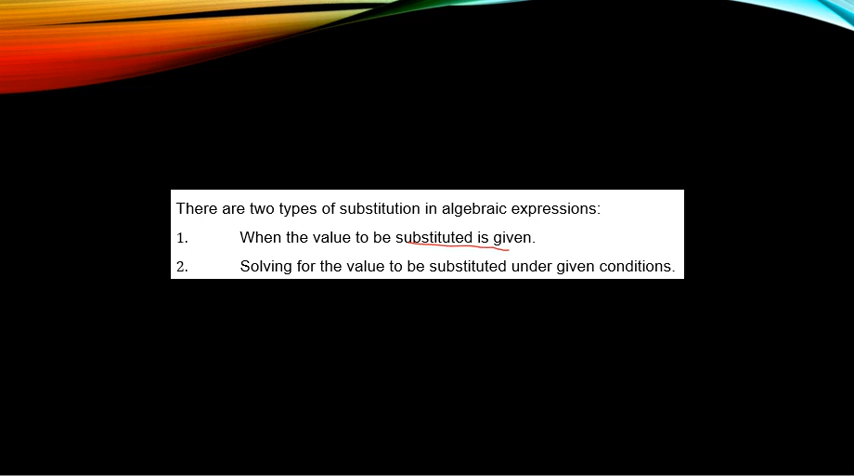 There are two types of substitution in algebraic expressions:
1. When the value to be substituted is given.
2. Solving for the value to be substituted under given conditions.